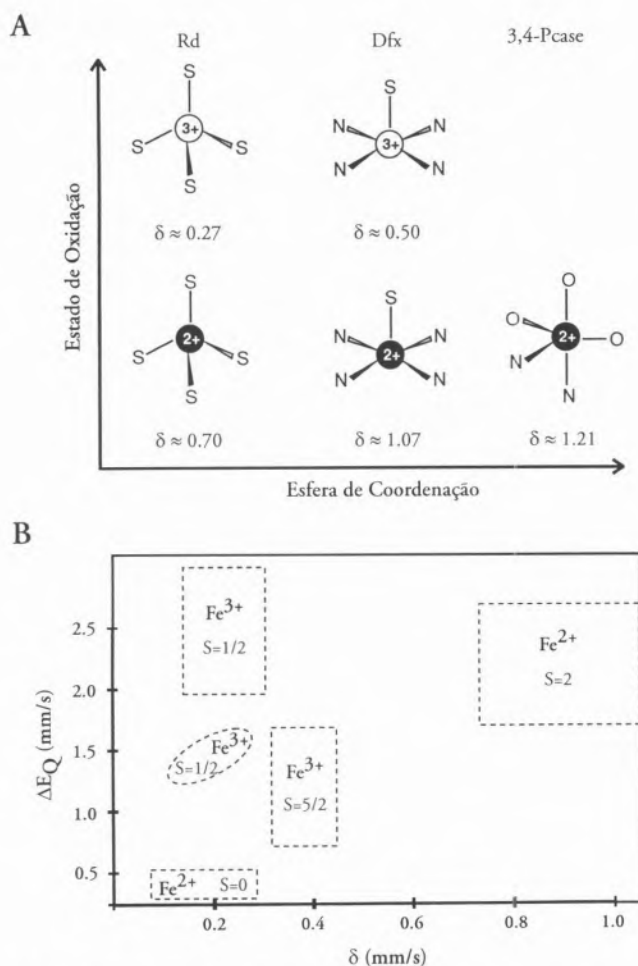 A
Rd Dfx 3,4-Pcase
S S
3+ N 3+ N
S S N N
S
δ ≈ 0.27 δ ≈ 0.50
Estado de Oxidação
S S O
2+ N 2+ N O 2+ O
S S N N N
S N
δ ≈ 0.70 δ ≈ 1.07 δ ≈ 1.21
Esfera de Coordenação
B
ΔEQ (mm/s)
2.5
2.0
1.5
1.0
0.5
Fe3+
S=1/2
Fe2+
S=2
Fe3+
S=1/2
Fe3+
S=5/2
Fe2+ S=0
0.2 0.4 0.6 0.8 1.0
δ (mm/s)